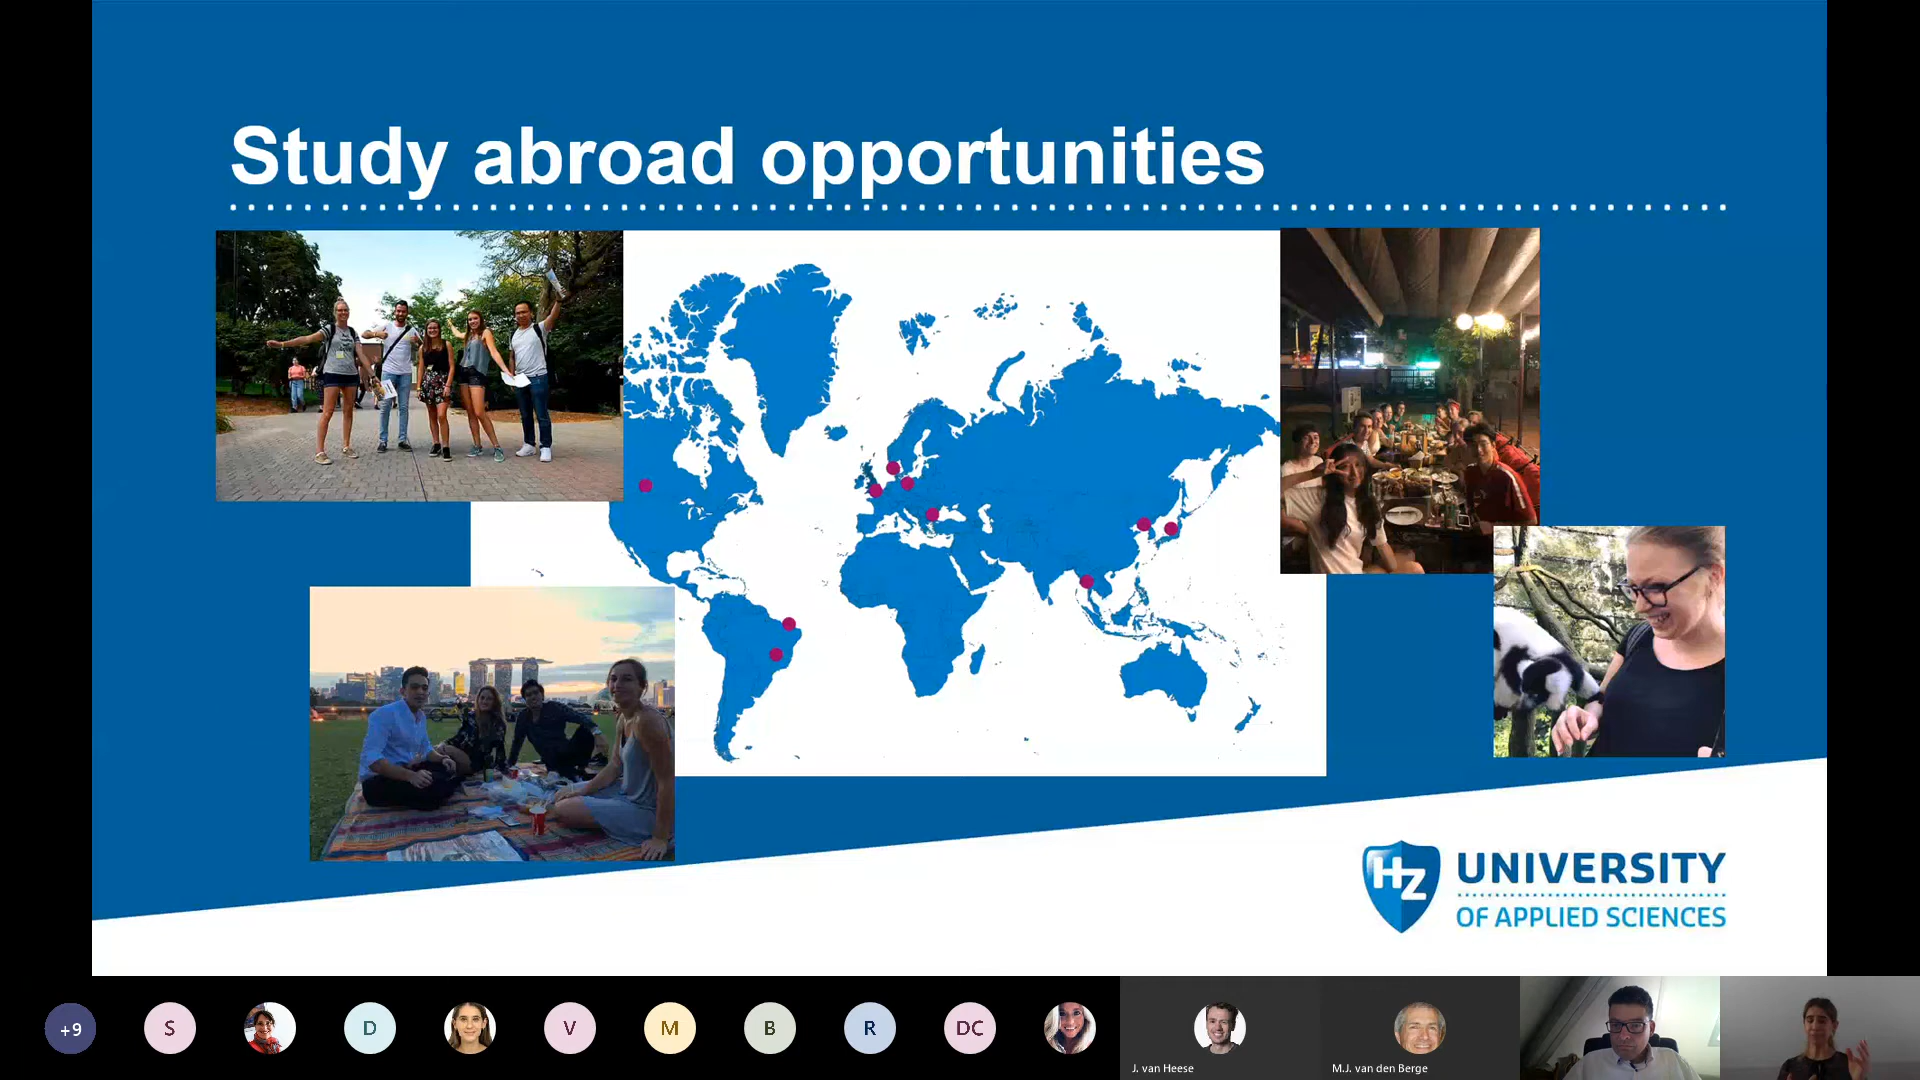 Study abroad opportunities
HZ UNIVERSITY
OF APPLIED SCIENCES
+9
S
D
V
M
B
R
DC
J. van Heese
M.J. van den Berge